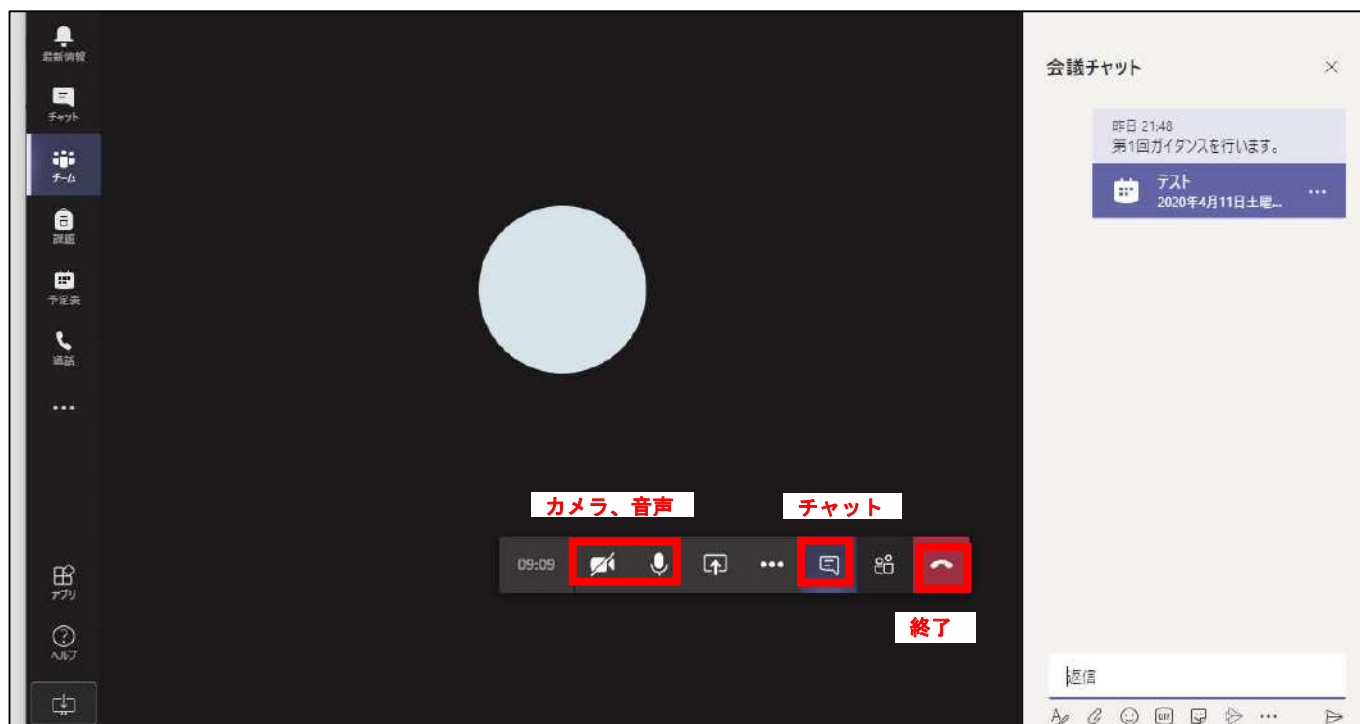 最新情報
チャット
チーム
課題
予定表
通話
アプリ
ヘルプ
カメラ、音声
チャット
09:09
終了
会議チャット
昨日 21:48
第1回ガイダンスを行います。
テスト
2020年4月11日土曜...
返信
GIF